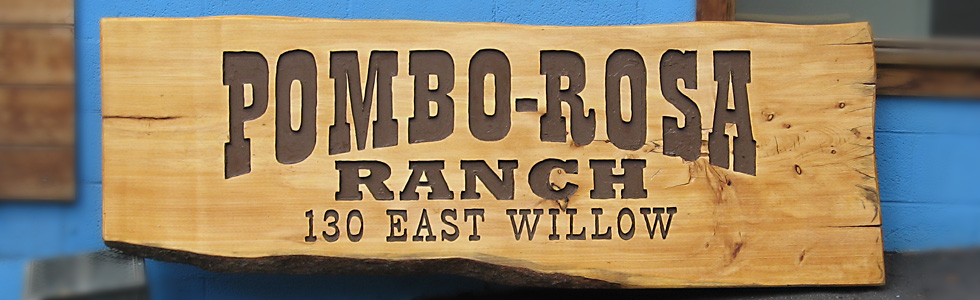 POMBO-ROSA
RANCH
130 EAST WILLOW